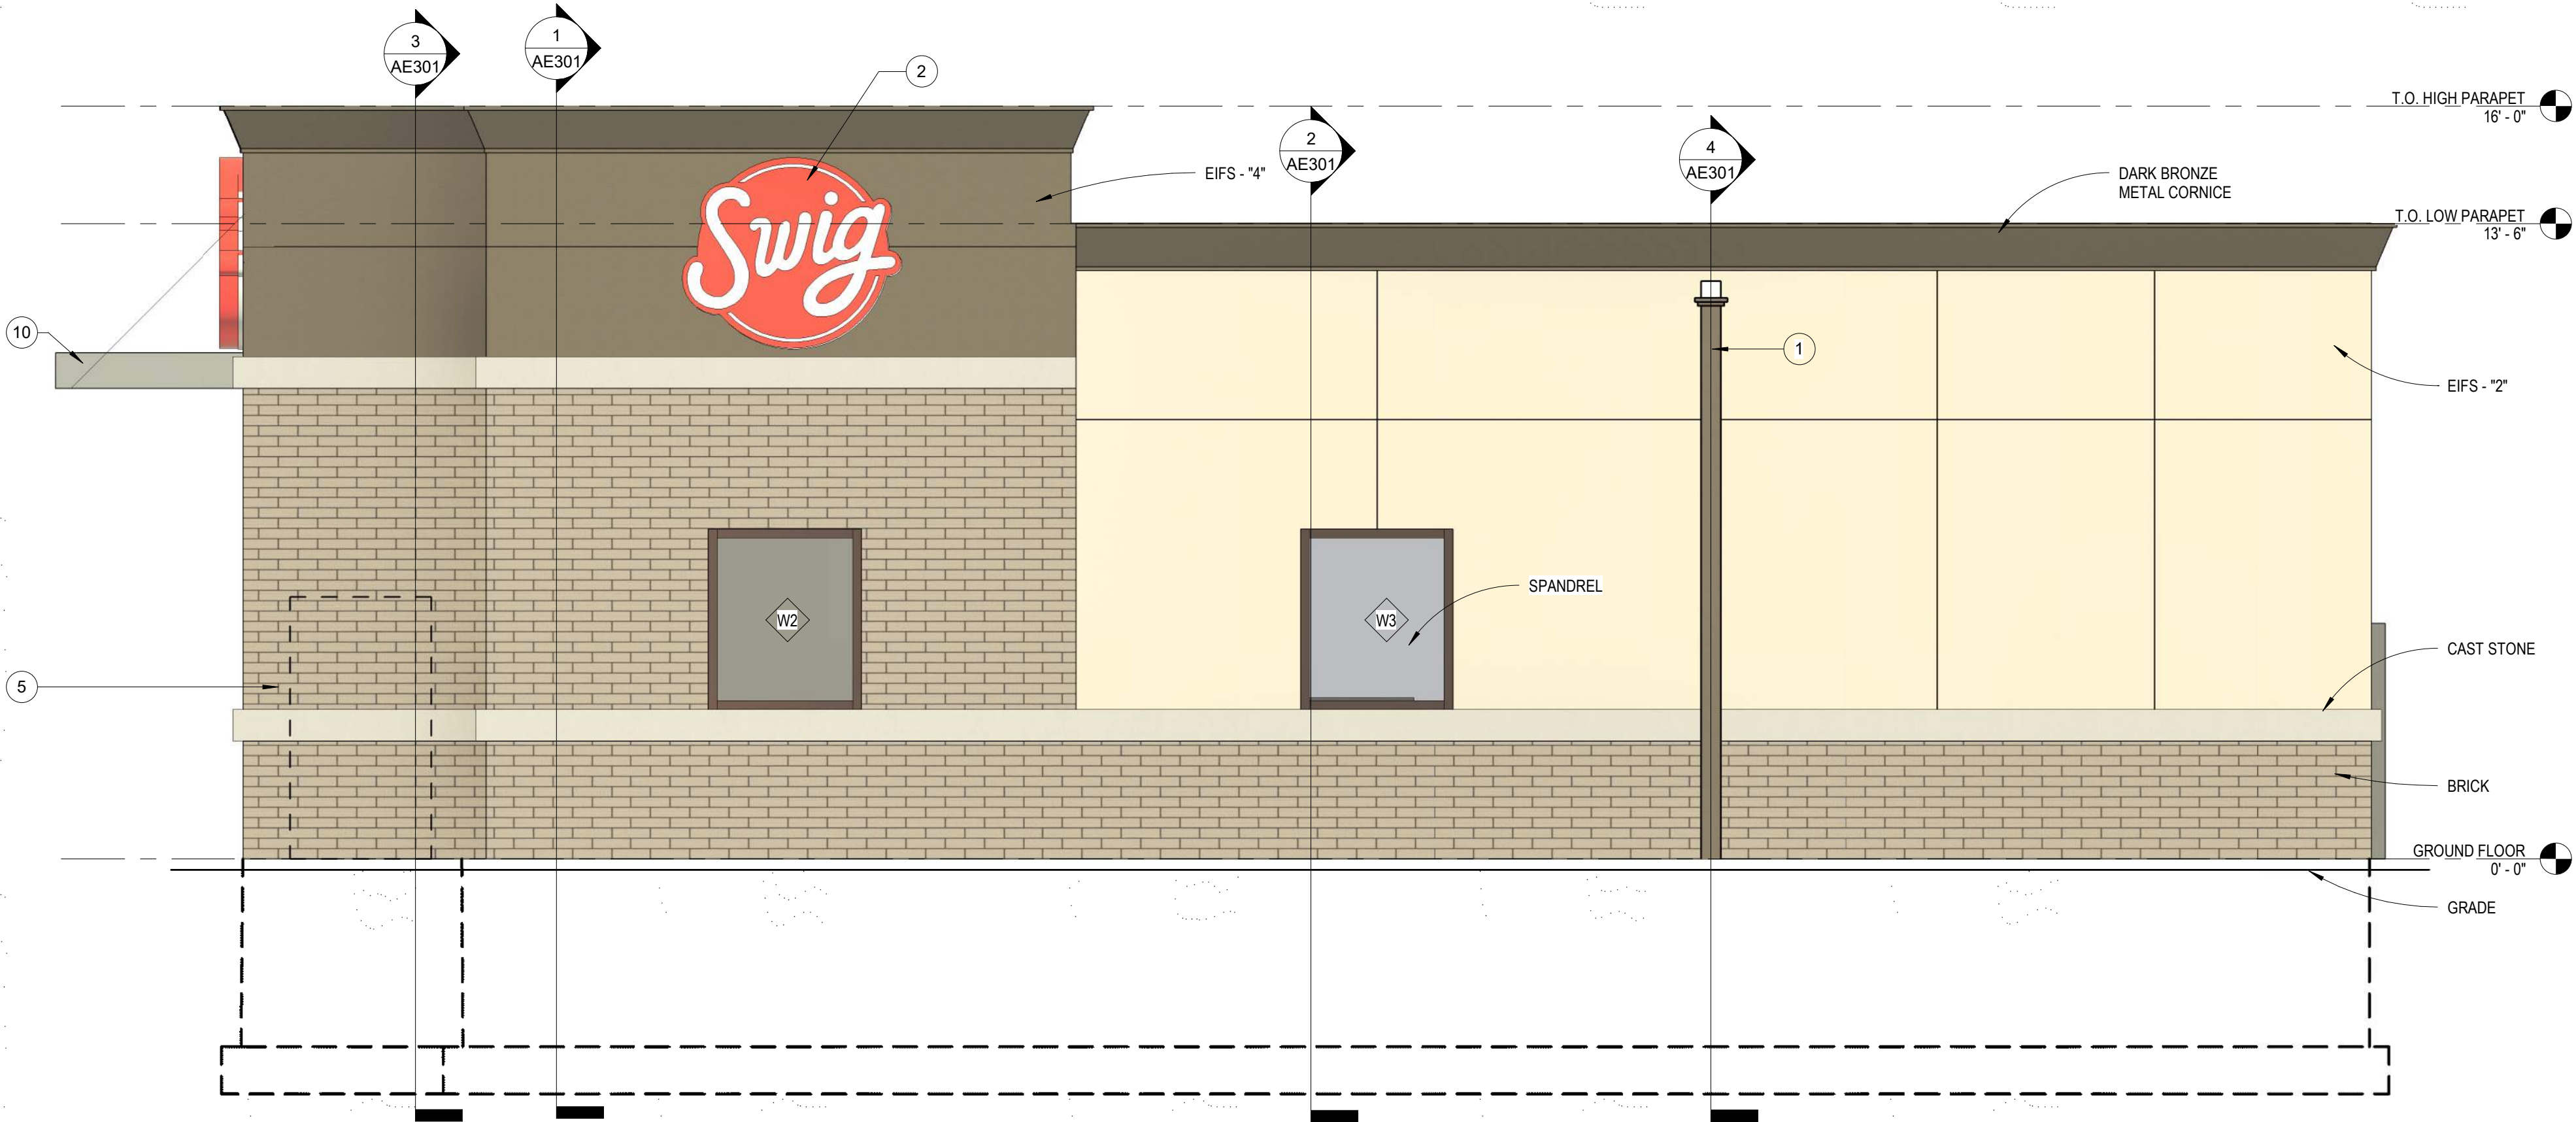 3
AE301
1
AE301
2
T.O. HIGH PARAPET
16' - 0"
2
AE301
4
AE301
EIFS - "4"
DARK BRONZE
METAL CORNICE
Swig
T.O. LOW PARAPET
13' - 6"
10
1
EIFS - "2"
SPANDREL
W2
W3
CAST STONE
5
BRICK
GROUND FLOOR
0' - 0"
GRADE